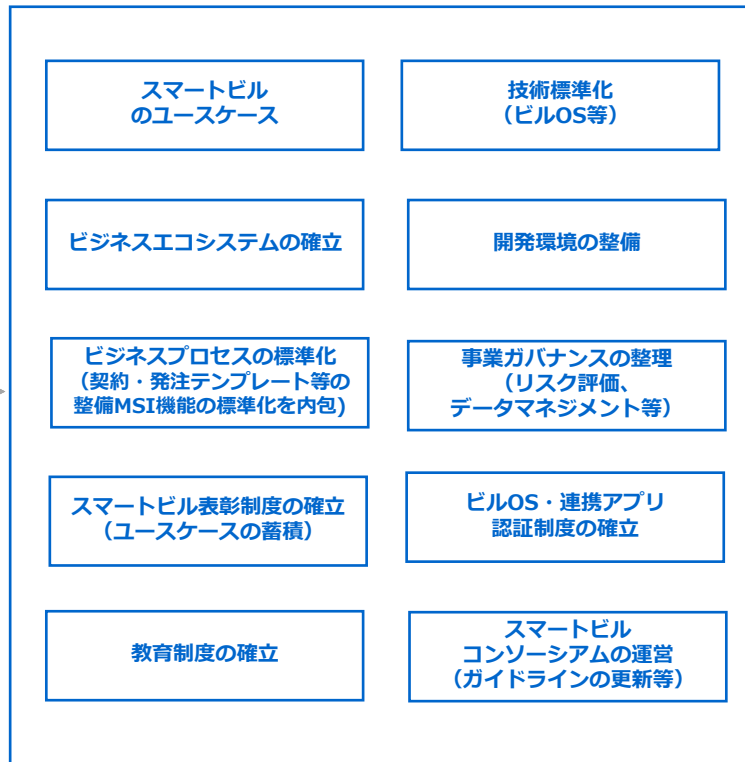 スマートビル
のユースケース
技術標準化
（ビルOS等）
ビジネスエコシステムの確立
開発環境の整備
ビジネスプロセスの標準化
（契約・発注テンプレート等の
整備MSI機能の標準化を内包)
事業ガバナンスの整理
（リスク評価、
データマネジメント等）
スマートビル表彰制度の確立
（ユースケースの蓄積）
ビルOS・連携アプリ
認証制度の確立
教育制度の確立
スマートビル
コンソーシアムの運営
（ガイドラインの更新等）